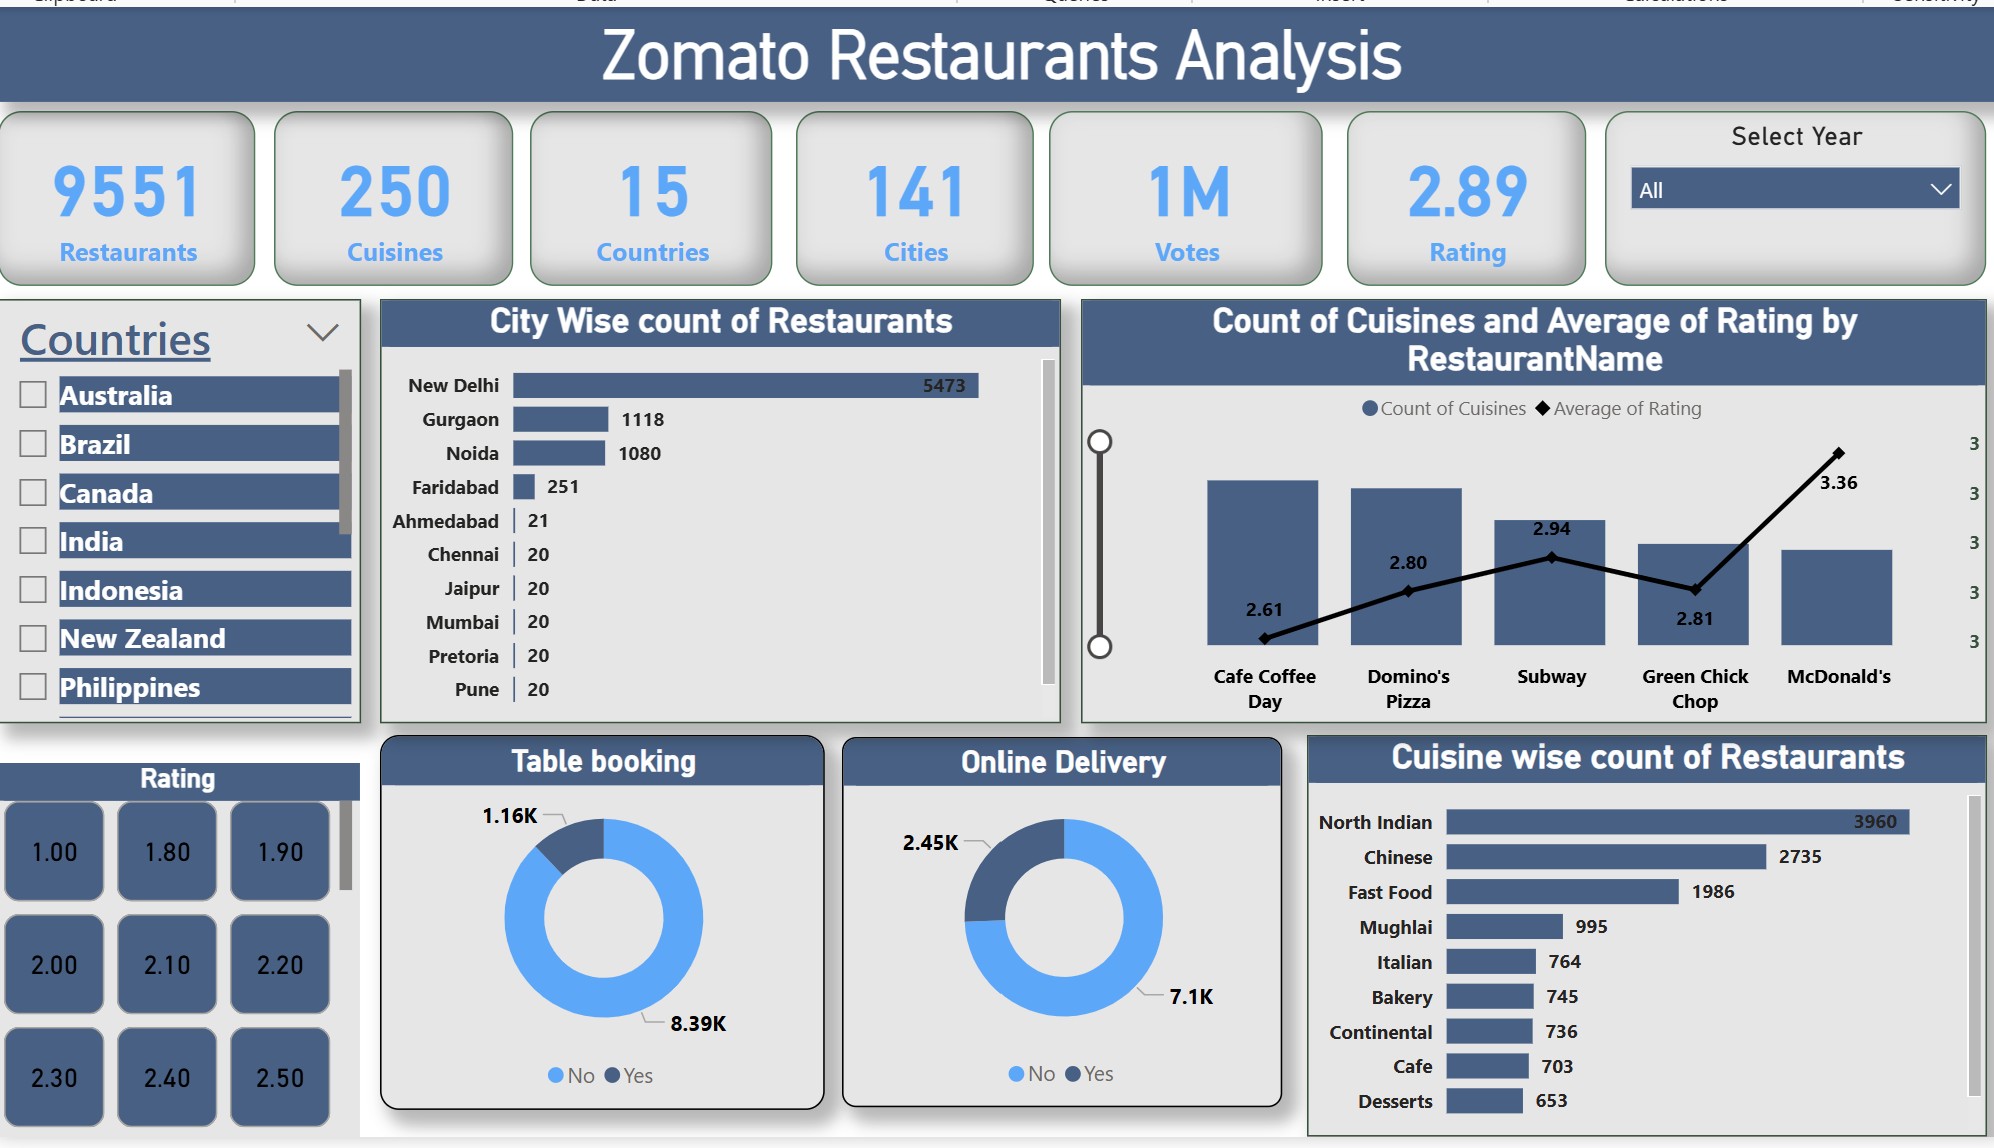 Zomato Restaurants Analysis
9551
Restaurants
250
Cuisines
15
Countries
141
Cities
1M
Votes
2.89
Rating
Select Year
All
Countries
Australia
Brazil
Canada
India
Indonesia
New Zealand
Philippines
City Wise count of Restaurants
New Delhi 5473
Gurgaon 1118
Noida 1080
Faridabad 251
Ahmedabad 21
Chennai 20
Jaipur 20
Mumbai 20
Pretoria 20
Pune 20
Count of Cuisines and Average of Rating by
RestaurantName
Count of Cuisines Average of Rating
3
3
3
3
3
2.61
2.80
2.94
2.81
3.36
Cafe Coffee
Day
Domino's
Pizza
Subway
Green Chick
Chop
McDonald's
Rating
1.00 1.80 1.90
2.00 2.10 2.20
2.30 2.40 2.50
Table booking
1.16K
8.39K
No Yes
Online Delivery
2.45K
7.1K
No Yes
Cuisine wise count of Restaurants
North Indian 3960
Chinese 2735
Fast Food 1986
Mughlai 995
Italian 764
Bakery 745
Continental 736
Cafe 703
Desserts 653